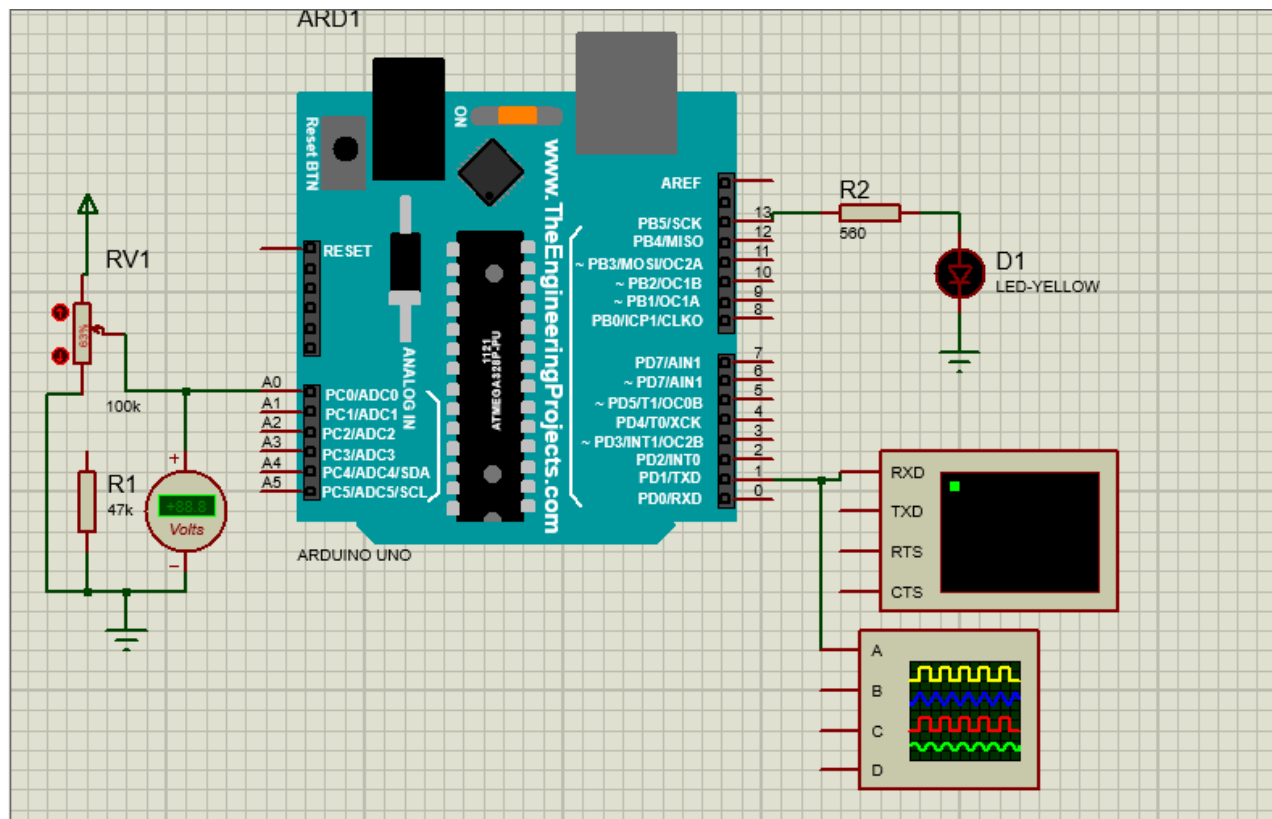 ARD1
ON
Reset BTN
www.TheEngineeringProjects.com
RESET
ANALOG IN
1121
ATMEGA328P-PU
RV1
63%
100k
A0
A1
A2
A3
A4
A5
PC0/ADC0
PC1/ADC1
PC2/ADC2
PC3/ADC3
PC4/ADC4/SDA
PC5/ADC5/SCL
R1
47k
+
+88.8
Volts
−
ARDUINO UNO
AREF
PB5/SCK
PB4/MISO
~ PB3/MOSI/OC2A
~ PB2/OC1B
~ PB1/OC1A
PB0/ICP1/CLKO
13
12
11
10
9
8
PD7/AIN1
~ PD7/AIN1
~ PD5/T1/OC0B
PD4/T0/XCK
~ PD3/INT1/OC2B
PD2/INT0
PD1/TXD
PD0/RXD
7
6
5
4
3
2
1
0
R2
560
D1
LED-YELLOW
RXD
TXD
RTS
CTS
A
B
C
D